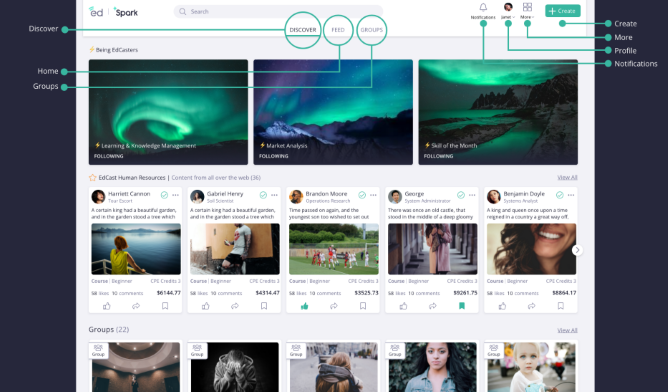 ed Spark
Search
Notifications
Janet
More
Create
Discover
DISCOVER
FEED
GROUPS
Create
More
Profile
Notifications
Home
Groups
Being EdCasters
Learning & Knowledge Management
FOLLOWING
Market Analysis
FOLLOWING
Skill of the Month
FOLLOWING
EdCast Human Resources | Content from all over the web (36)
View All
Harriett Cannon
Tour Escort
A certain king had a beautiful garden,
and in the garden stood a tree which
Course | Beginner
CPE Credits 3
58 likes 10 comments
$6144.77
Gabriel Henry
Soil Scientist
A certain king had a beautiful garden,
and in the garden stood a tree which
Course | Beginner
CPE Credits 3
58 likes 10 comments
$4314.47
Brandon Moore
Operations Research
Time passed on again, and the
youngest son too wished to set out
Course | Beginner
CPE Credits 3
58 likes 10 comments
$3525.73
George
System Administrator
There was once an old castle, that
stood in the middle of a deep gloomy
Course | Beginner
CPE Credits 3
58 likes 10 comments
$9261.75
Benjamin Doyle
Systems Analyst
A king and queen once upon a time
reigned in a country a great way off.
Course | Beginner
CPE Credits 3
58 likes 10 comments
$8864.17
Groups (22)
View All
Group
Group
Group
Group
Group